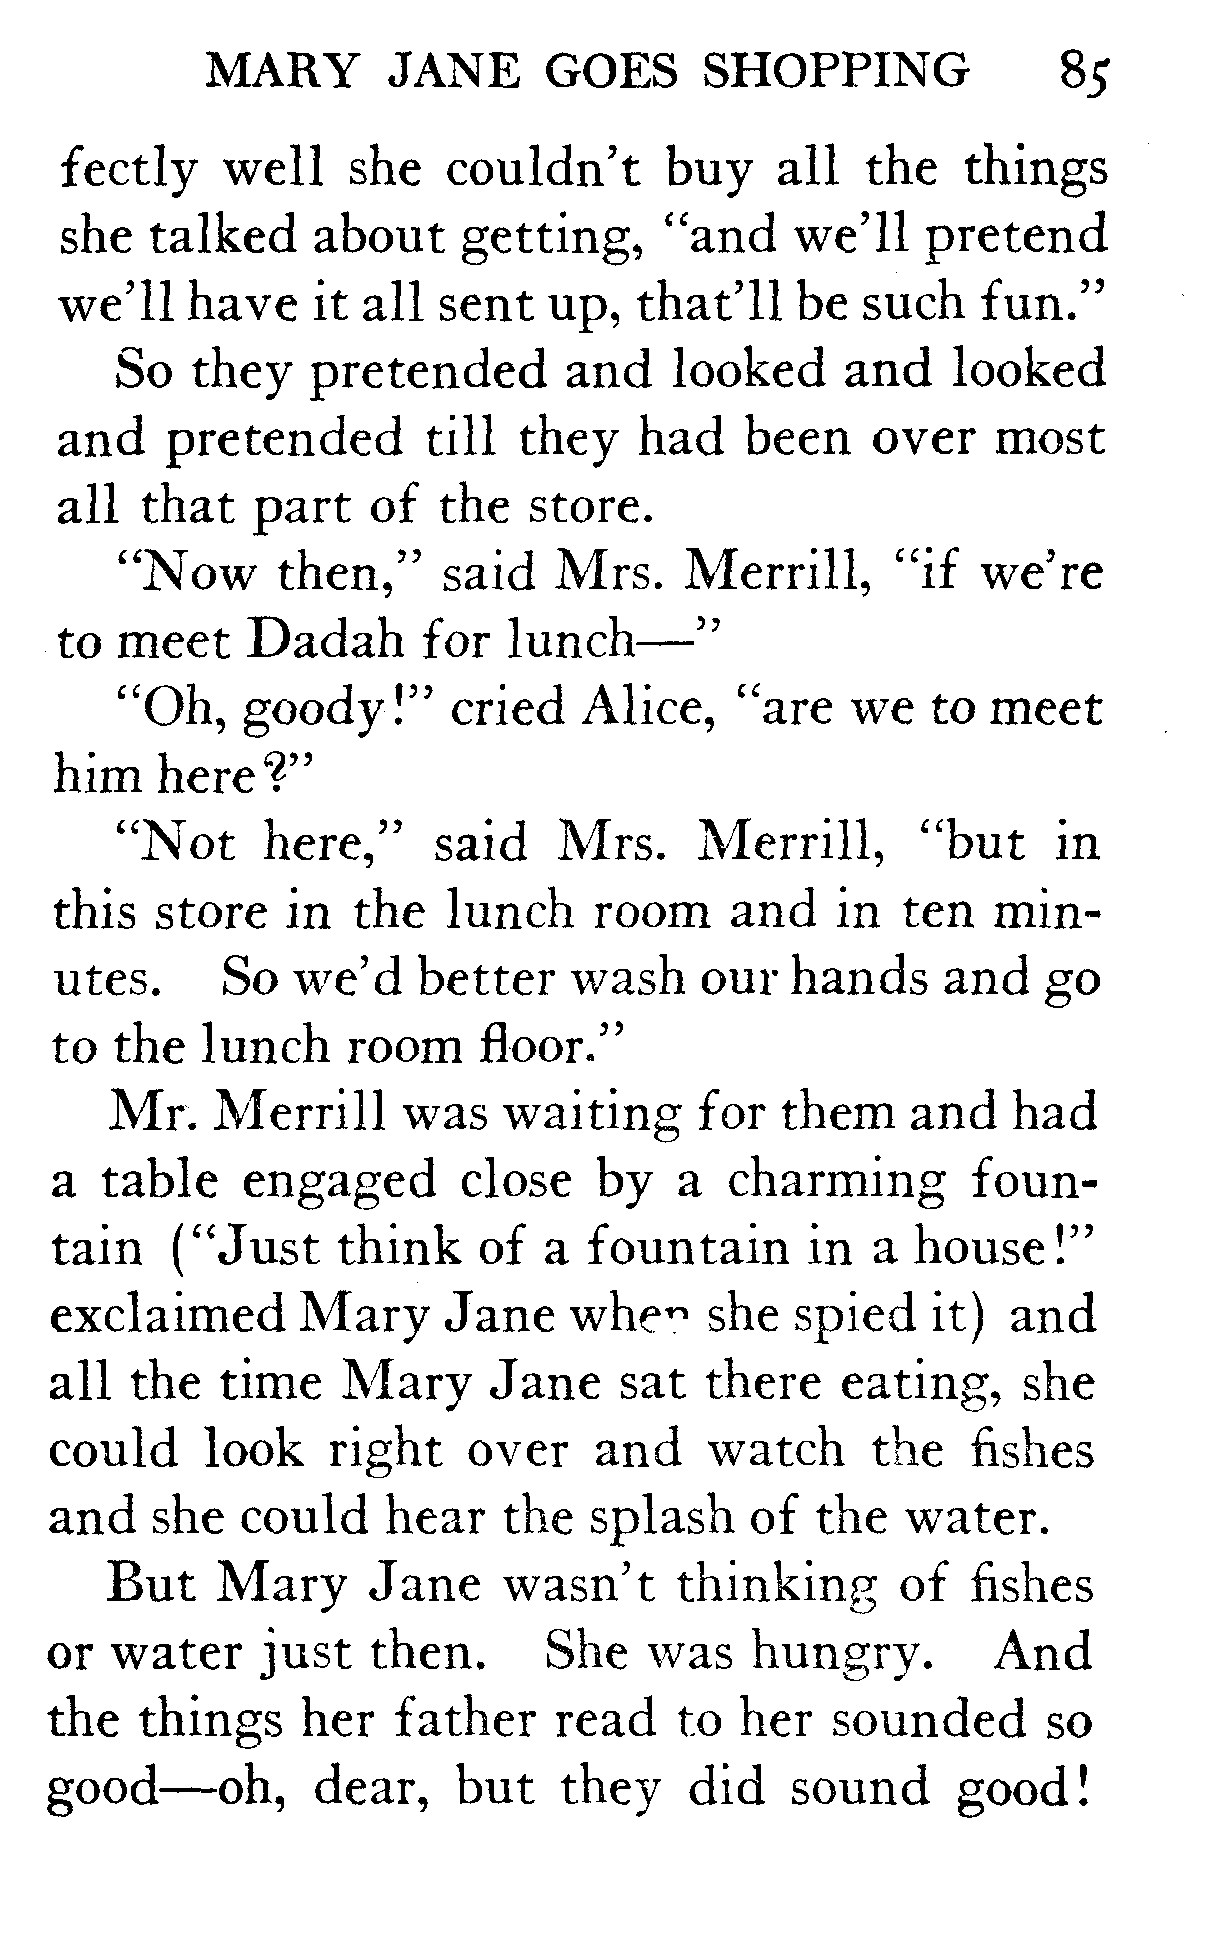 MARY JANE GOES SHOPPING 85
fectly well she couldn't buy all the things
she talked about getting, "and we'll pretend
we'll have it all sent up, that'll be such fun."
So they pretended and looked and looked
and pretended till they had been over most
all that part of the store.
"Now then," said Mrs. Merrill, "if we're
to meet Dadah for lunch—"
"Oh, goody!" cried Alice, "are we to meet
him here?"
"Not here," said Mrs. Merrill, "but in
this store in the lunch room and in ten min-
utes. So we'd better wash our hands and go
to the lunch room floor."
Mr. Merrill was waiting for them and had
a table engaged close by a charming foun-
tain ("Just think of a fountain in a house!"
exclaimed Mary Jane when she spied it) and
all the time Mary Jane sat there eating, she
could look right over and watch the fishes
and she could hear the splash of the water.
But Mary Jane wasn't thinking of fishes
or water just then. She was hungry. And
the things her father read to her sounded so
good—oh, dear, but they did sound good!